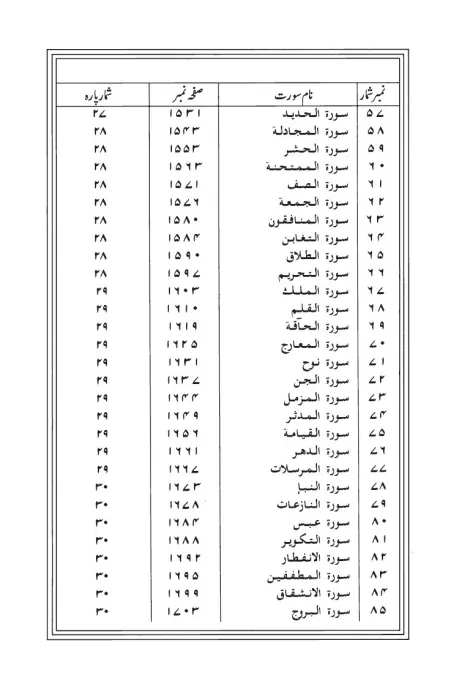 نمبر شمار نام سورت صفحہ نمبر شمار پارہ
۵۷ سورة الحديد ۱۵۳۱ ۲۷
۵۸ سورة المجادلة ۱۵۴۳ ۲۸
۵۹ سورة الحشر ۱۵۵۳ ۲۸
۶۰ سورة الممتحنة ۱۵۶۳ ۲۸
۶۱ سورة الصف ۱۵۷۱ ۲۸
۶۲ سورة الجمعة ۱۵۷۶ ۲۸
۶۳ سورة المنافقون ۱۵۸۰ ۲۸
۶۴ سورة التغابن ۱۵۸۴ ۲۸
۶۵ سورة الطلاق ۱۵۹۰ ۲۸
۶۶ سورة التحريم ۱۵۹۷ ۲۸
۶۷ سورة الملك ۱۶۰۳ ۲۹
۶۸ سورة القلم ۱۶۱۰ ۲۹
۶۹ سورة الحآقة ۱۶۱۹ ۲۹
۷۰ سورة المعارج ۱۶۲۵ ۲۹
۷۱ سورة نوح ۱۶۳۱ ۲۹
۷۲ سورة الجن ۱۶۳۷ ۲۹
۷۳ سورة المزمل ۱۶۴۴ ۲۹
۷۴ سورة المدثر ۱۶۴۹ ۲۹
۷۵ سورة القيامة ۱۶۵۶ ۲۹
۷۶ سورة الدهر ۱۶۶۱ ۲۹
۷۷ سورة المرسلات ۱۶۶۷ ۲۹
۷۸ سورة النبإ ۱۶۷۳ ۳۰
۷۹ سورة النازعات ۱۶۷۸ ۳۰
۸۰ سورة عبس ۱۶۸۴ ۳۰
۸۱ سورة التكوير ۱۶۸۸ ۳۰
۸۲ سورة الانفطار ۱۶۹۲ ۳۰
۸۳ سورة المطففين ۱۶۹۵ ۳۰
۸۴ سورة الانشقاق ۱۶۹۹ ۳۰
۸۵ سورة البروج ۱۷۰۳ ۳۰